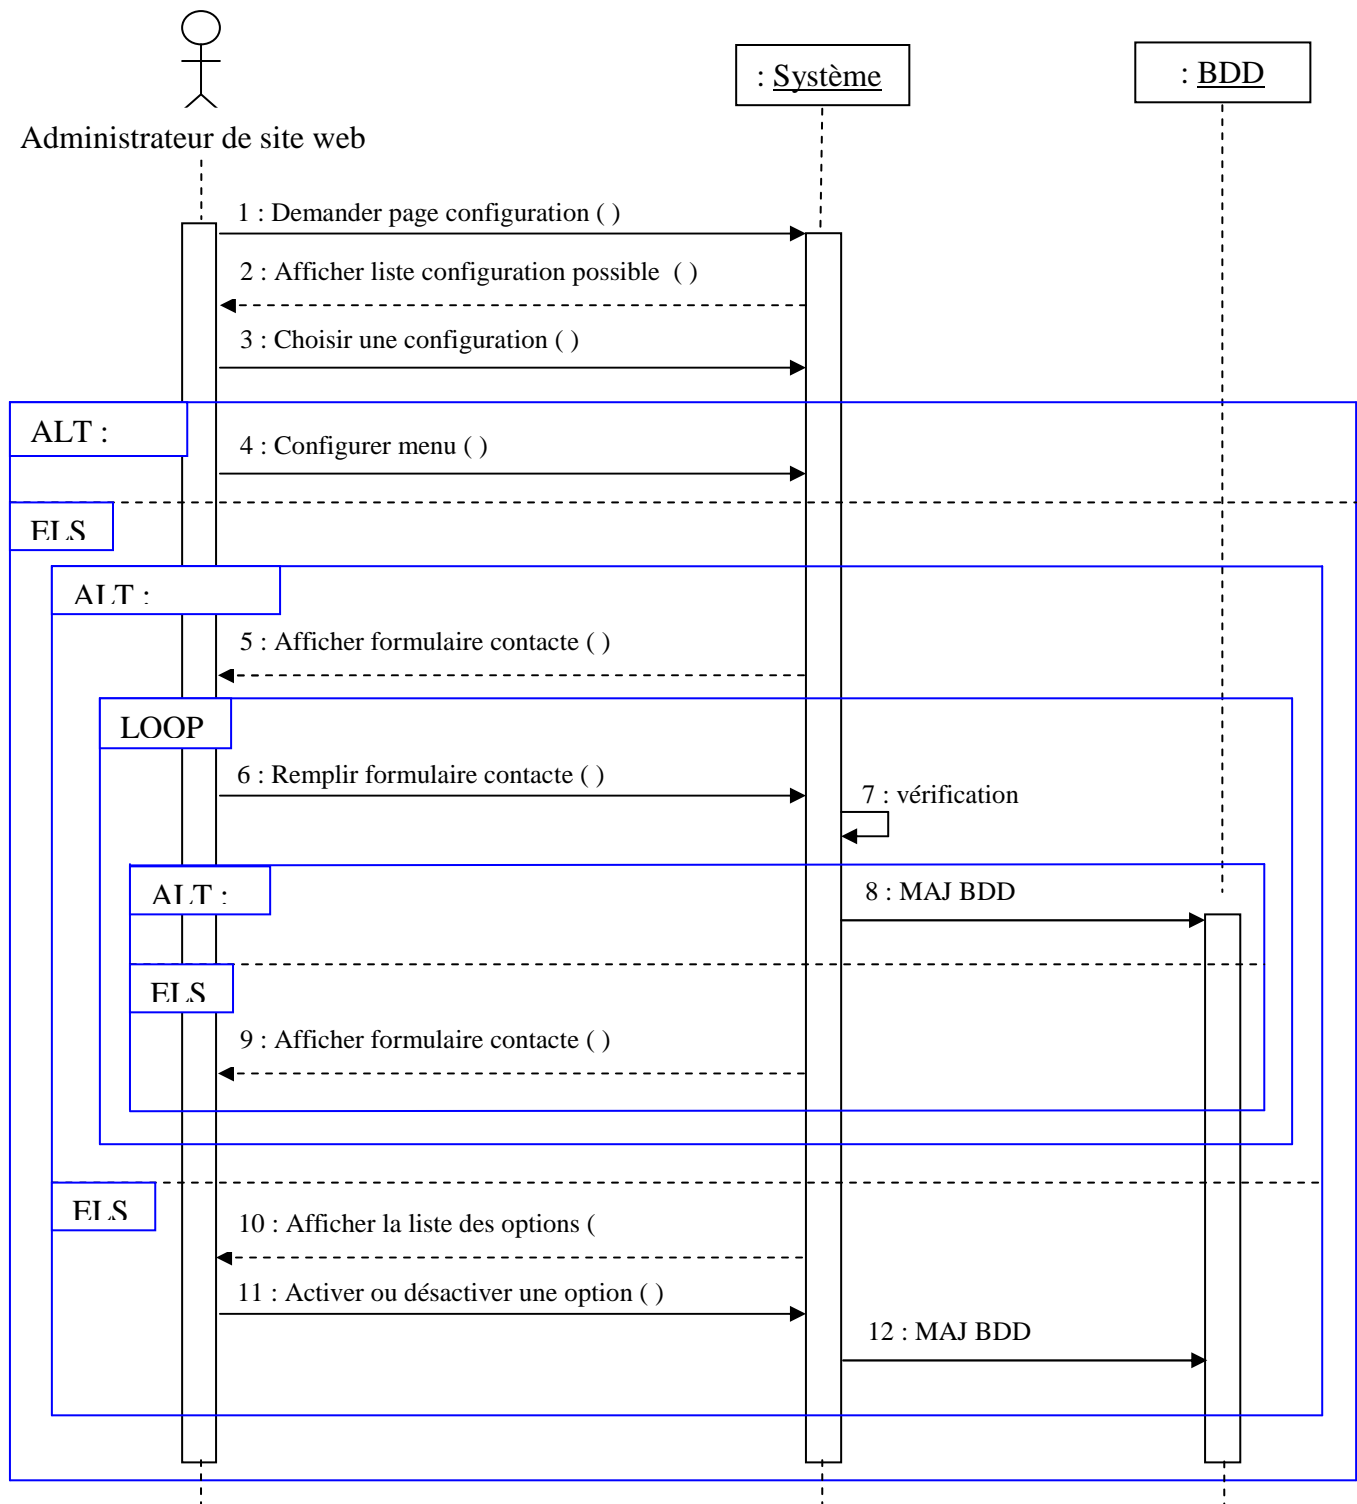 : Système
: BDD
Administrateur de site web
1 : Demander page configuration ( )
2 : Afficher liste configuration possible  ( )
3 : Choisir une configuration ( )
ALT :
4 : Configurer menu ( )
ELS
ALT :
5 : Afficher formulaire contacte ( )
LOOP
6 : Remplir formulaire contacte ( )
7 : vérification
ALT :
8 : MAJ BDD
ELS
9 : Afficher formulaire contacte ( )
ELS
10 : Afficher la liste des options (
11 : Activer ou désactiver une option ( )
12 : MAJ BDD